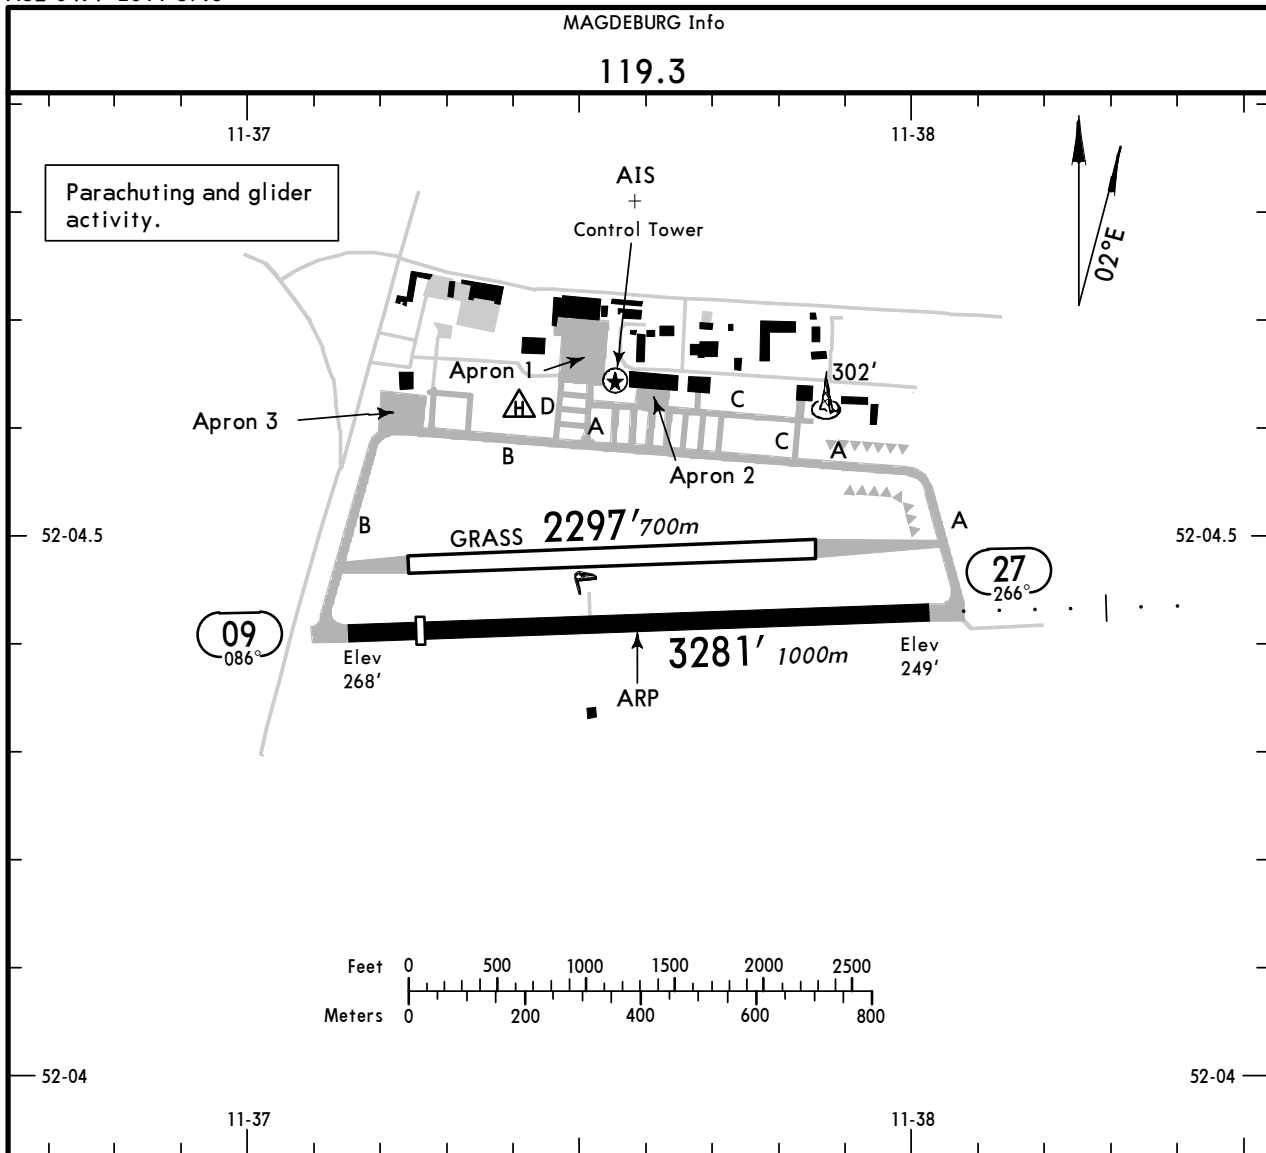 MAGDEBURG Info
119.3
11-37
11-38
Parachuting and glider
activity.
AIS
+
Control Tower
02°E
Apron 1
302'
Apron 3
H
D
A
C
C
A
B
Apron 2
B
A
GRASS 2297' 700m
52-04.5
52-04.5
27
266°
09
086°
Elev
268'
3281' 1000m
Elev
249'
ARP
Feet 0 500 1000 1500 2000 2500
Meters 0 200 400 600 800
52-04
52-04
11-37
11-38